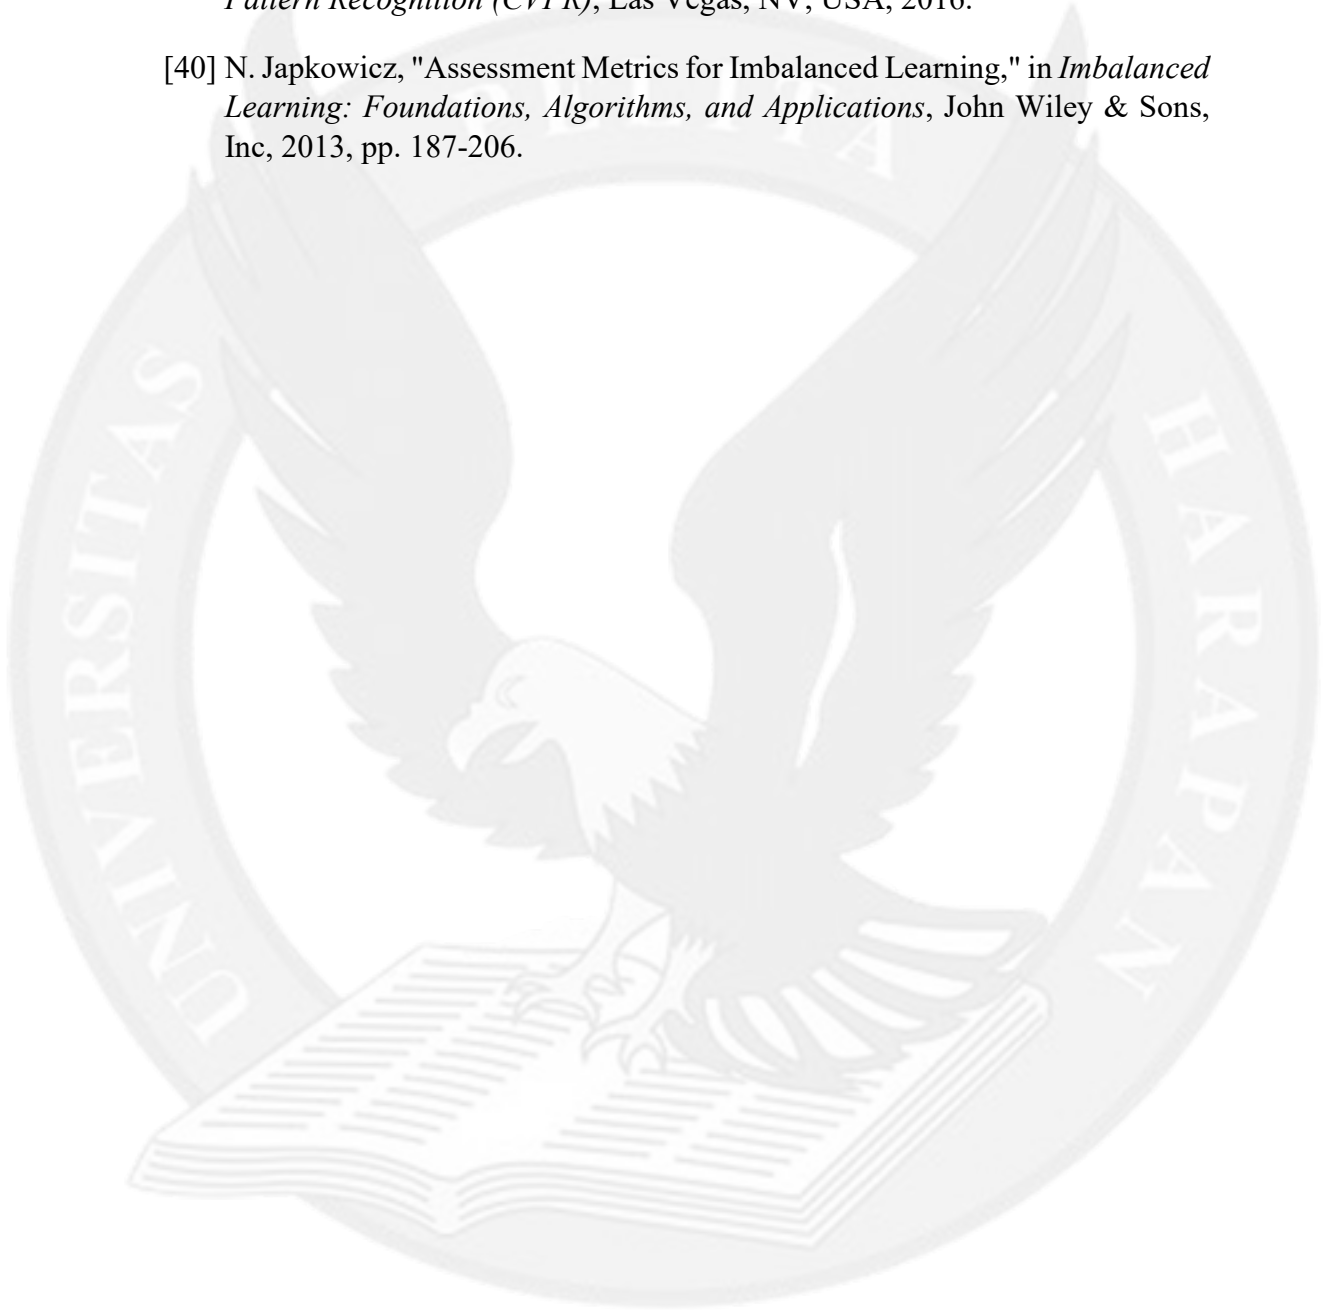 Pattern Recognition (CVPR), Las Vegas, NV, USA, 2016.
[40] N. Japkowicz, "Assessment Metrics for Imbalanced Learning," in Imbalanced
Learning: Foundations, Algorithms, and Applications, John Wiley & Sons,
Inc, 2013, pp. 187-206.
UNIVERSITAS PELITA HARAPAN